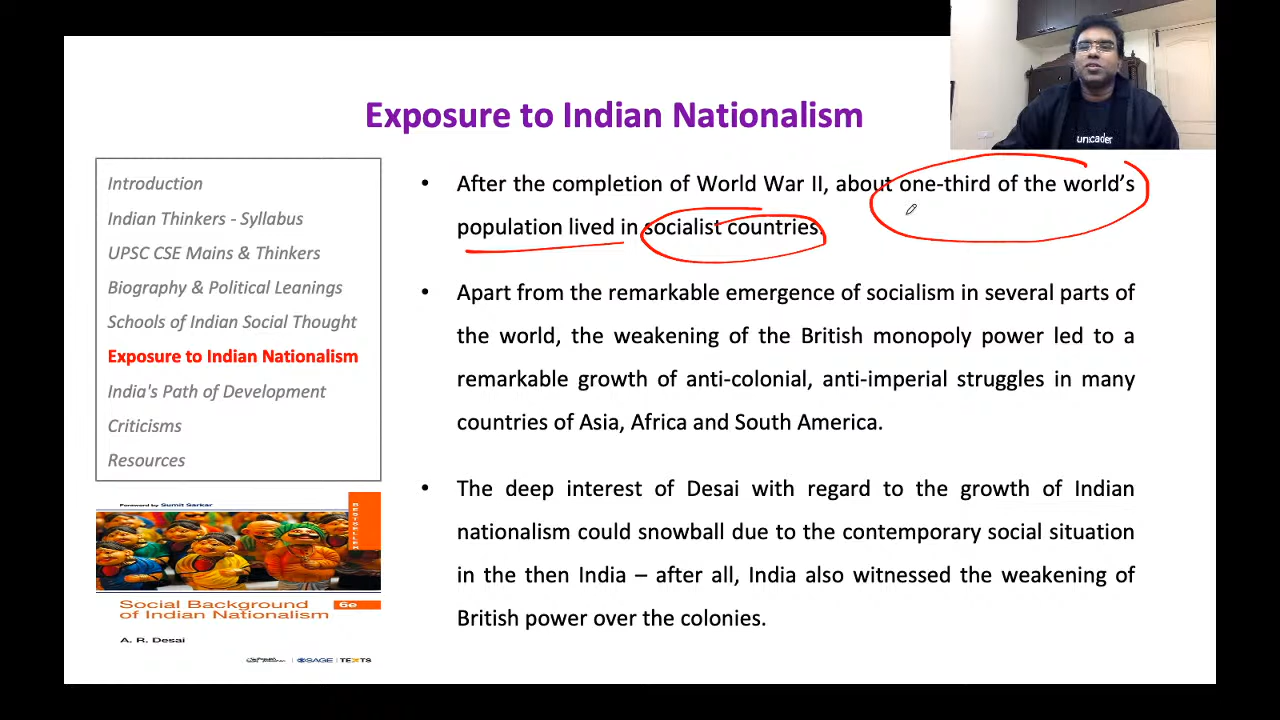 unacader
Exposure to Indian Nationalism
Introduction
Indian Thinkers - Syllabus
UPSC CSE Mains & Thinkers
Biography & Political Leanings
Schools of Indian Social Thought
Exposure to Indian Nationalism
India's Path of Development
Criticisms
Resources
Foreword by Sumit Sarkar
Social Background
of Indian Nationalism
6e
A. R. Desai
SAGE | TEXTS
• After the completion of World War II, about one-third of the world's
population lived in socialist countries.
• Apart from the remarkable emergence of socialism in several parts of
the world, the weakening of the British monopoly power led to a
remarkable growth of anti-colonial, anti-imperial struggles in many
countries of Asia, Africa and South America.
• The deep interest of Desai with regard to the growth of Indian
nationalism could snowball due to the contemporary social situation
in the then India – after all, India also witnessed the weakening of
British power over the colonies.